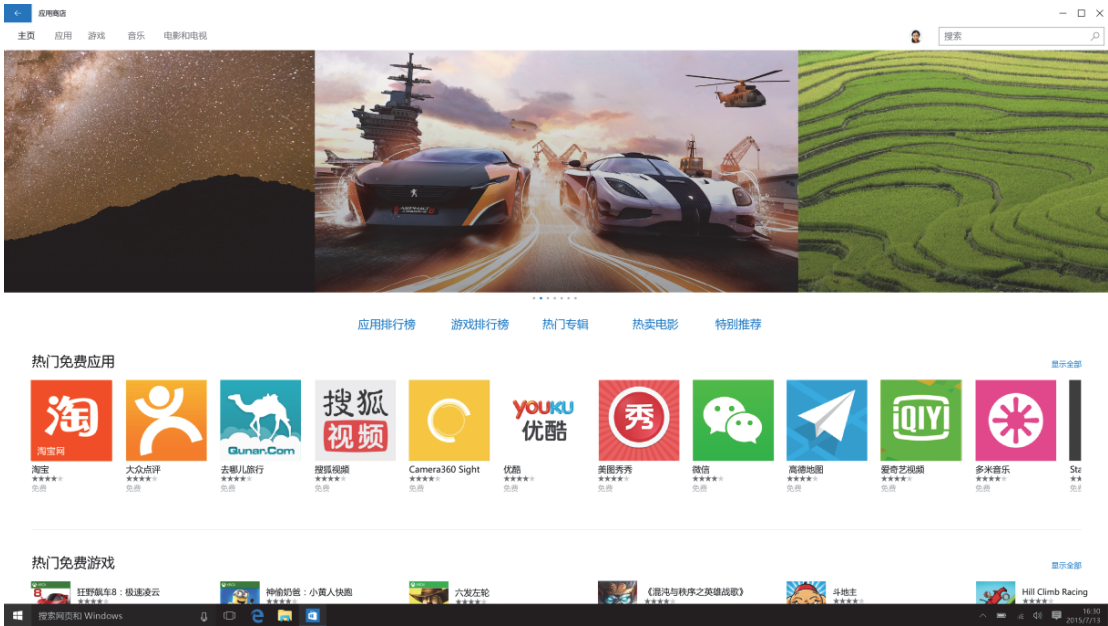 应用商店
主页 应用 游戏 音乐 电影和电视 搜索
应用排行榜 游戏排行榜 热门专辑 热卖电影 特别推荐
热门免费应用 显示全部
淘
淘宝网
Qunar.Com
搜狐
视频
YOUKU
优酷
秀
iQIYI
淘宝 大众点评 去哪儿旅行 搜狐视频 Camera360 Sight 优酷 美图秀秀 微信 高德地图 爱奇艺视频 多米音乐 Sta
免费 免费 免费 免费 免费 免费 免费 免费 免费 免费 免费
热门免费游戏 显示全部
狂野飙车8：极速凌云 神偷奶爸：小黄人快跑 六发左轮 《混沌与秩序之英雄战歌》 斗地主 Hill Climb Racing
搜索网页和 Windows
16:30
2015/7/13